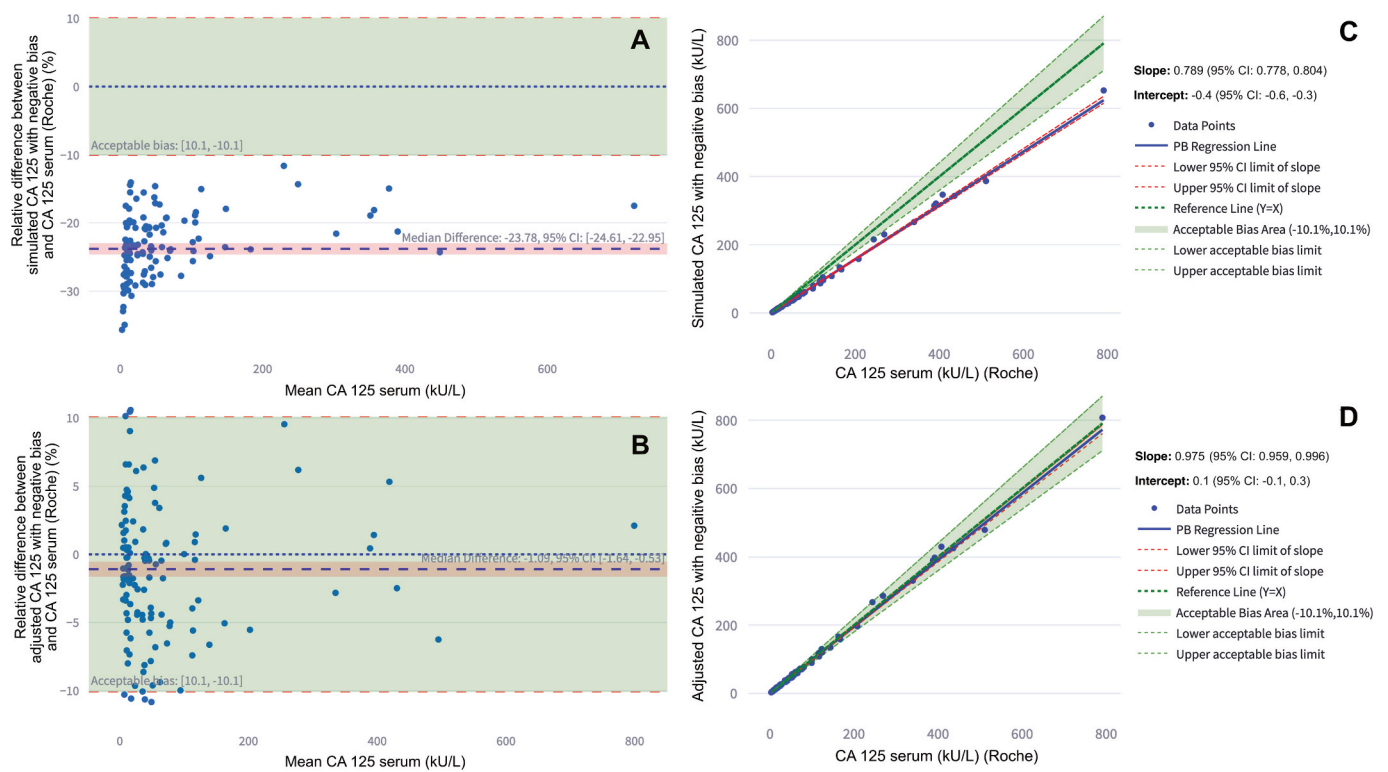 Relative difference between
simulated CA 125 with negative bias
and CA 125 serum (Roche) (%)
10
0
−10
−20
−30
A
Acceptable bias: [10.1, -10.1]
Median Difference: -23.78, 95% CI: [-24.61, -22.95]
0
200
400
600
Mean CA 125 serum (kU/L)
Simulated CA 125 with negneitive bias (kU/L)
800
600
400
200
0
C
0
200
400
600
800
CA 125 serum (kU/L) (Roche)
Slope: 0.789 (95% CI: 0.778, 0.804)
Intercept: -0.4 (95% CI: -0.6, -0.3)
Data Points
PB Regression Line
Lower 95% CI limit of slope
Upper 95% CI limit of slope
Reference Line (Y=X)
Acceptable Bias Area (-10.1%,10.1%)
Lower acceptable bias limit
Upper acceptable bias limit
Relative difference between
adjusted CA 125 with negative bias
and CA 125 serum (Roche) (%)
10
5
0
−5
−10
B
Median Difference: -1.09, 95% CI: [-1.64, -0.53]
Acceptable bias: [10.1, -10.1]
0
200
400
600
800
Mean CA 125 serum (kU/L)
Adjusted CA 125 with negneitive bias (kU/L)
800
600
400
200
0
D
0
200
400
600
800
CA 125 serum (kU/L) (Roche)
Slope: 0.975 (95% CI: 0.959, 0.996)
Intercept: 0.1 (95% CI: -0.1, 0.3)
Data Points
PB Regression Line
Lower 95% CI limit of slope
Upper 95% CI limit of slope
Reference Line (Y=X)
Acceptable Bias Area (-10.1%,10.1%)
Lower acceptable bias limit
Upper acceptable bias limit